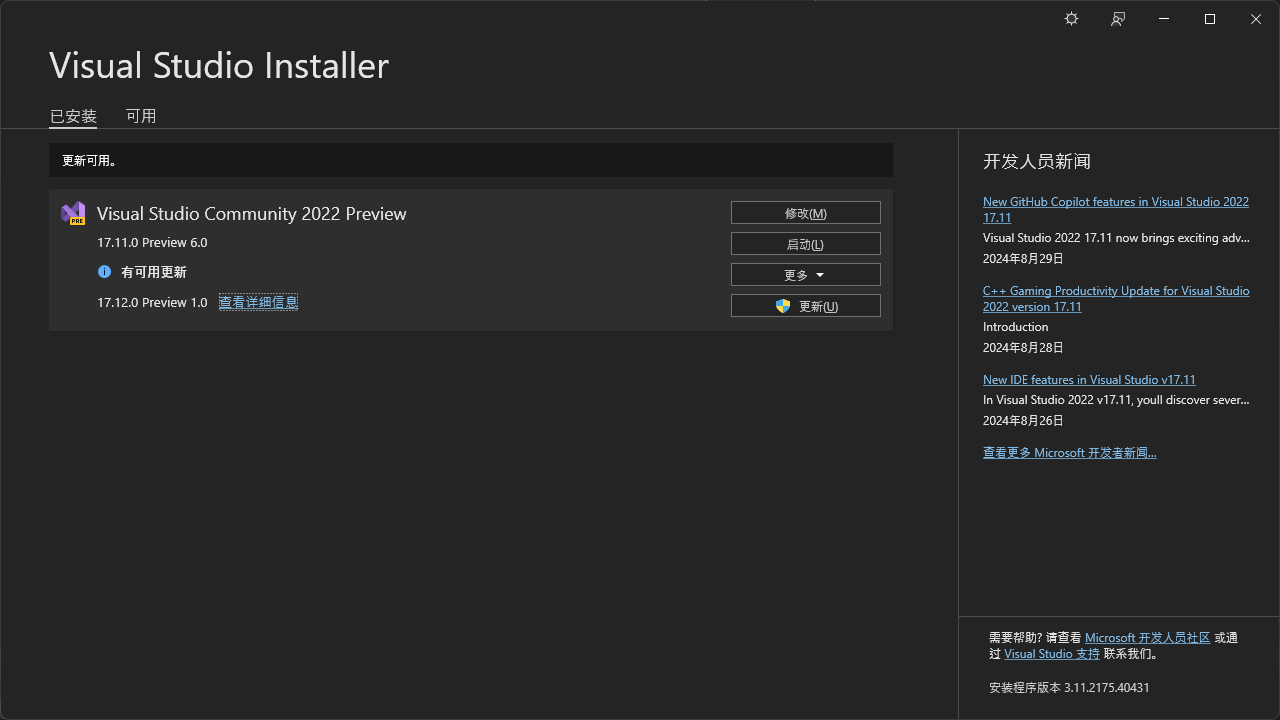 Visual Studio Installer
已安装 可用
更新可用。
PRE
Visual Studio Community 2022 Preview
17.11.0 Preview 6.0
有可用更新
17.12.0 Preview 1.0 查看详细信息
修改(M)
启动(L)
更多
更新(U)
开发人员新闻
New GitHub Copilot features in Visual Studio 2022
17.11
Visual Studio 2022 17.11 now brings exciting adv...
2024年8月29日
C++ Gaming Productivity Update for Visual Studio
2022 version 17.11
Introduction
2024年8月28日
New IDE features in Visual Studio v17.11
In Visual Studio 2022 v17.11, youll discover sever...
2024年8月26日
查看更多 Microsoft 开发者新闻...
需要帮助? 请查看 Microsoft 开发人员社区 或通
过 Visual Studio 支持 联系我们。
安装程序版本 3.11.2175.40431